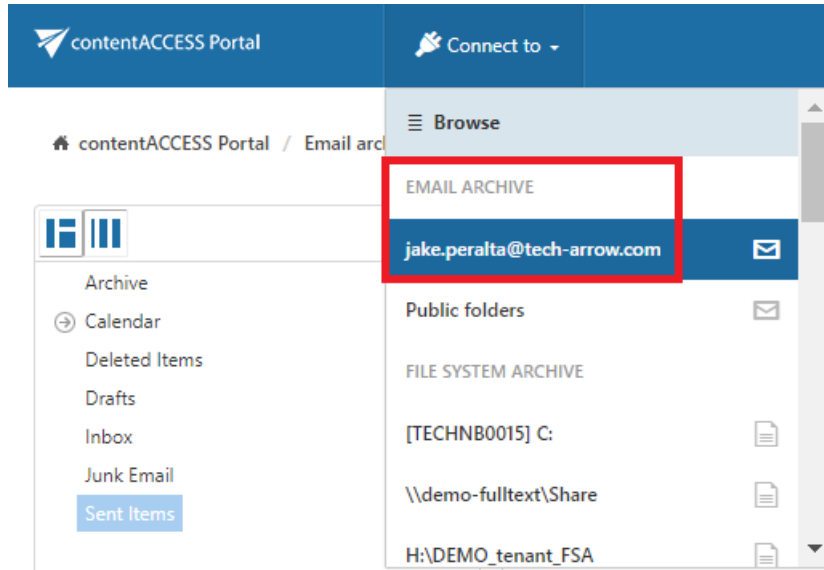 contentACCESS Portal
Connect to
contentACCESS Portal / Email arc
Browse
EMAIL ARCHIVE
jake.peralta@tech-arrow.com
Public folders
FILE SYSTEM ARCHIVE
[TECHNB0015] C:
\\demo-fulltext\Share
H:\DEMO_tenant_FSA
Archive
Calendar
Deleted Items
Drafts
Inbox
Junk Email
Sent Items